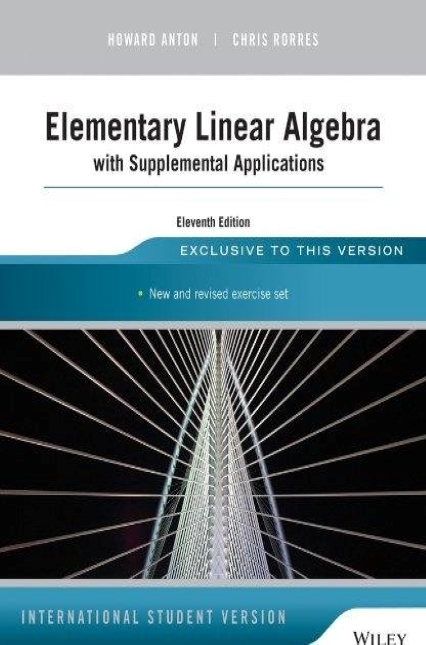 HOWARD ANTON | CHRIS RORRES
Elementary Linear Algebra
with Supplemental Applications
Eleventh Edition
EXCLUSIVE TO THIS VERSION
• New and revised exercise set
INTERNATIONAL STUDENT VERSION
WILEY